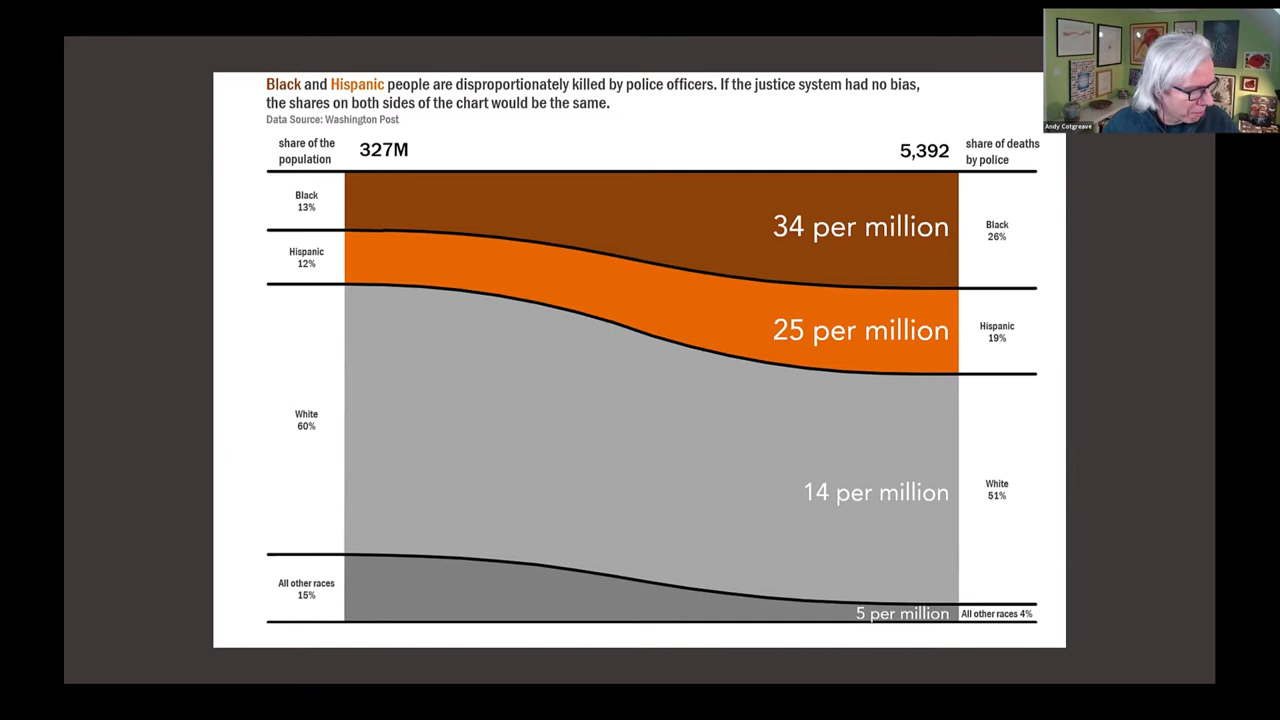 Black and Hispanic people are disproportionately killed by police officers. If the justice system had no bias,
the shares on both sides of the chart would be the same.
Data Source: Washington Post
share of the
population
327M
5,392
share of deaths
by police
Black
13%
34 per million
Black
26%
Hispanic
12%
25 per million
Hispanic
19%
White
60%
14 per million
White
51%
All other races
15%
5 per million
All other races 4%
Andy Cotgreave